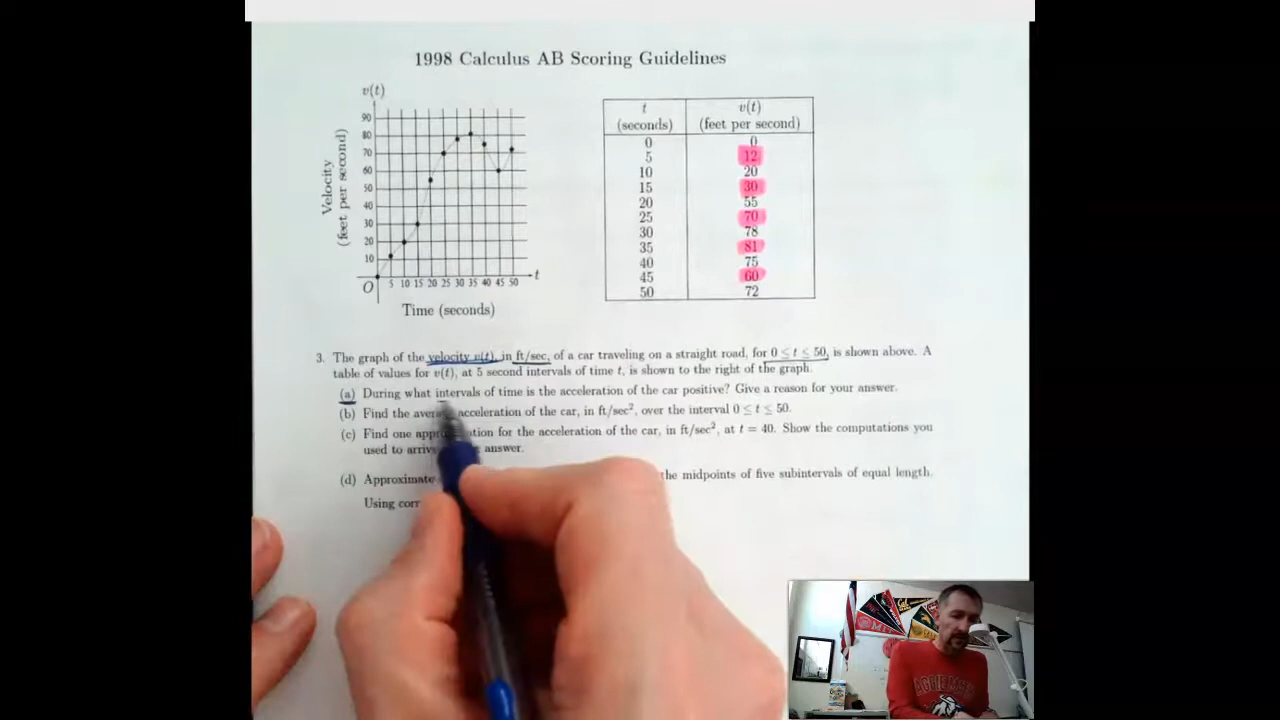 1998 Calculus AB Scoring Guidelines
v(t)
90
80
70
60
50
40
30
20
10
O
5 10 15 20 25 30 35 40 45 50
t
Velocity
(feet per second)
Time (seconds)
t v(t)
(seconds) (feet per second)
0 0
5 12
10 20
15 30
20 55
25 70
30 78
35 81
40 75
45 60
50 72
3. The graph of the velocity v(t), in ft/sec, of a car traveling on a straight road, for 0 ≤ t ≤ 50, is shown above. A
table of values for v(t), at 5 second intervals of time t, is shown to the right of the graph.
(a) During what intervals of time is the acceleration of the car positive? Give a reason for your answer.
(b) Find the acceleration of the car, in ft/sec², over the interval 0 ≤ t ≤ 50.
(c) Find one for the acceleration of the car, in ft/sec², at t = 40. Show the computations you
used to answer.
(d) Approximate the midpoints of five subintervals of equal length.
Using
MIT
Cal
AGGIE